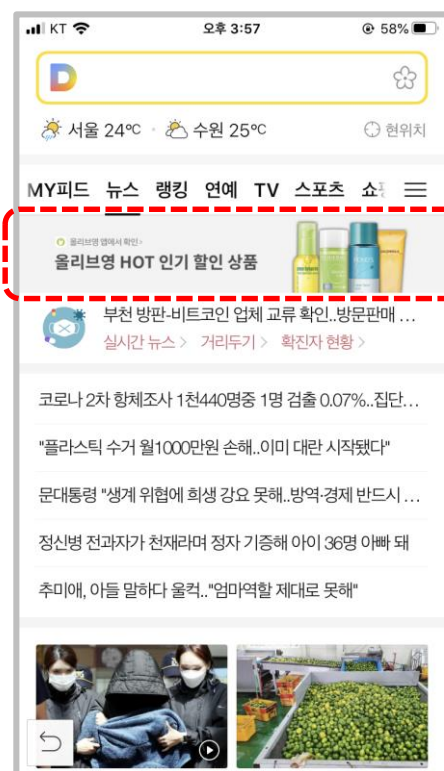 KT 오후 3:57 58%
D
서울 24℃ · 수원 25℃ 현위치
MY피드 뉴스 랭킹 연예 TV 스포츠 쇼
올리브영 앱에서 확인>
올리브영 HOT 인기 할인 상품
부천 방판-비트코인 업체 교류 확인..방문판매 ...
실시간 뉴스 > 거리두기 > 확진자 현황 >
코로나 2차 항체조사 1천440명중 1명 검출 0.07%..집단...
"플라스틱 수거 월1000만원 손해..이미 대란 시작됐다"
문대통령 "생계 위협에 희생 강요 못해..방역·경제 반드시 ...
정신병 전과자가 천재라며 정자 기증해 아이 36명 아빠 돼
추미애, 아들 말하다 울컥.."엄마역할 제대로 못해"